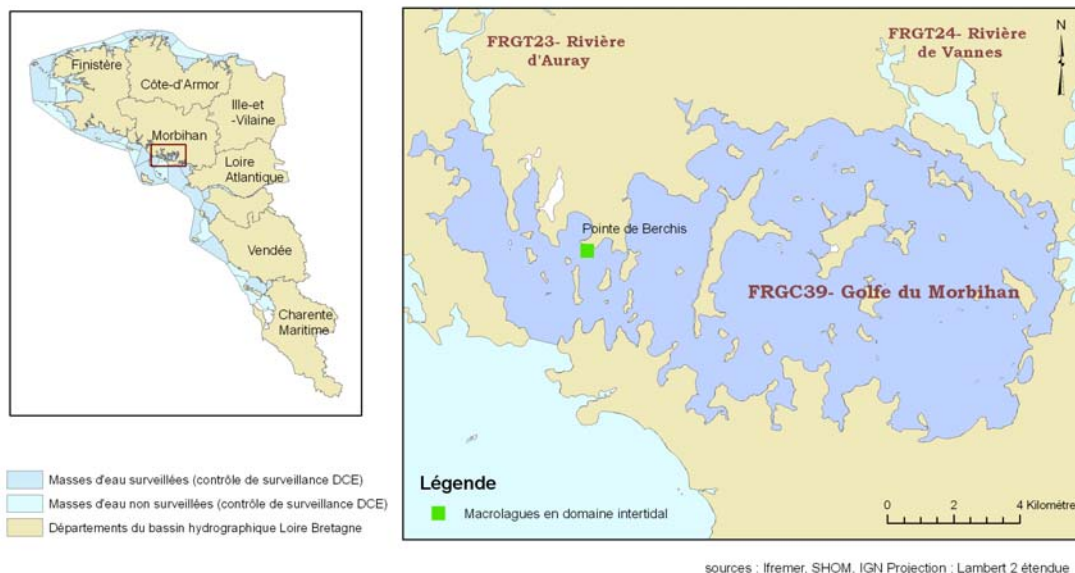 Finistère
Côte-d'Armor
Ille-et
-Vilaine
Morbihan
Loire
Atlantique
Vendée
Charente
Maritime
Masses d'eau surveillées (contrôle de surveillance DCE)
Masses d'eau non surveillées (contrôle de surveillance DCE)
Départements du bassin hydrographique Loire Bretagne
FRGT23- Rivière
d'Auray
FRGT24- Rivière
de Vannes
N
Pointe de Berchis
FRGC39- Golfe du Morbihan
Légende
Macrolagues en domaine intertidal
0 2 4 Kilomètre
sources : Ifremer, SHOM, IGN Projection : Lambert 2 étendue